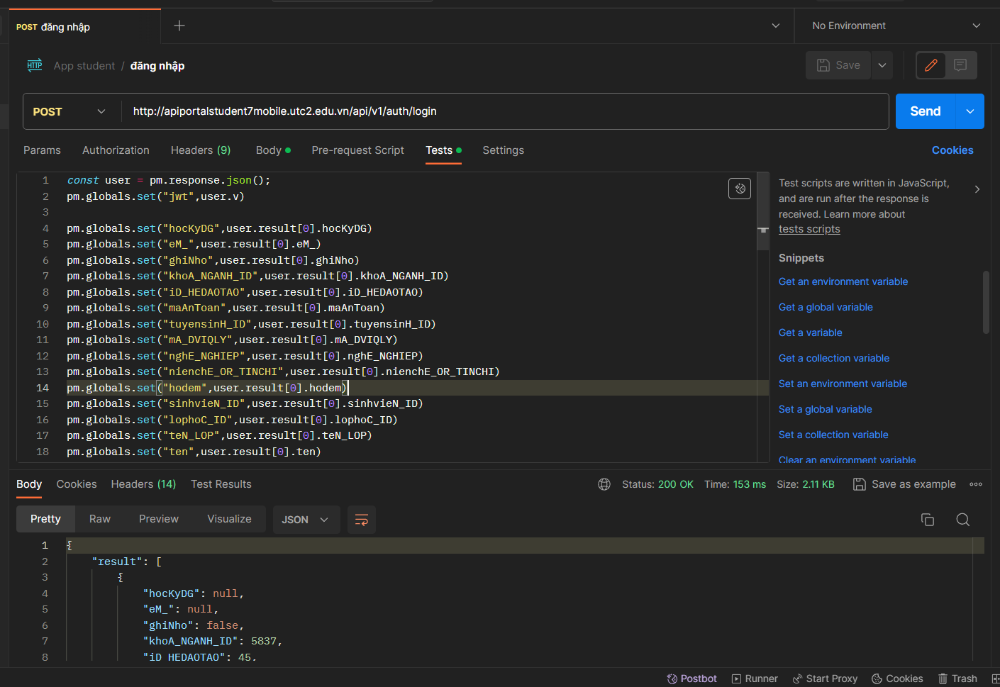 POST đăng nhập
No Environment
HTTP App student / đăng nhập
Save
POST http://apiportalstudent7mobile.utc2.edu.vn/api/v1/auth/login
Send
Params Authorization Headers (9) Body Pre-request Script Tests Settings Cookies
1 const user = pm.response.json();
2 pm.globals.set("jwt",user.v)
3
4 pm.globals.set("hocKyDG",user.result[0].hocKyDG)
5 pm.globals.set("eM_",user.result[0].eM_)
6 pm.globals.set("ghiNho",user.result[0].ghiNho)
7 pm.globals.set("khoA_NGANH_ID",user.result[0].khoA_NGANH_ID)
8 pm.globals.set("iD_HEDAOTAO",user.result[0].iD_HEDAOTAO)
9 pm.globals.set("maAnToan",user.result[0].maAnToan)
10 pm.globals.set("tuyensinH_ID",user.result[0].tuyensinH_ID)
11 pm.globals.set("mA_DVIQLY",user.result[0].mA_DVIQLY)
12 pm.globals.set("nghE_NGHIEP",user.result[0].nghE_NGHIEP)
13 pm.globals.set("nienchE_OR_TINCHI",user.result[0].nienchE_OR_TINCHI)
14 pm.globals.set("hodem",user.result[0].hodem)
15 pm.globals.set("sinhvieN_ID",user.result[0].sinhvieN_ID)
16 pm.globals.set("lophoC_ID",user.result[0].lophoC_ID)
17 pm.globals.set("teN_LOP",user.result[0].teN_LOP)
18 pm.globals.set("ten",user.result[0].ten)
Test scripts are written in JavaScript,
and are run after the response is
received. Learn more about
tests scripts
Snippets
Get an environment variable
Get a global variable
Get a variable
Get a collection variable
Set an environment variable
Set a global variable
Set a collection variable
Clear an environment variable
Body Cookies Headers (14) Test Results
Status: 200 OK Time: 153 ms Size: 2.11 KB Save as example
Pretty Raw Preview Visualize JSON
1 {
2 "result": [
3 {
4 "hocKyDG": null,
5 "eM_": null,
6 "ghiNho": false,
7 "khoA_NGANH_ID": 5837,
8 "iD_HEDAOTAO": 45,
Postbot Runner Start Proxy Cookies Trash